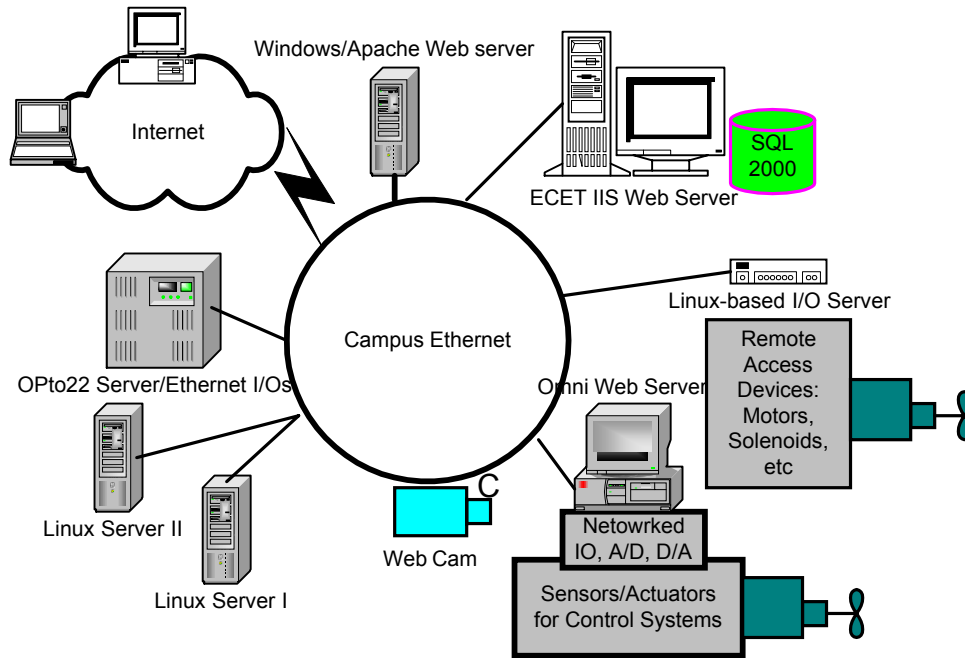 Windows/Apache Web server
Internet
SQL
2000
ECET IIS Web Server
Linux-based I/O Server
Campus Ethernet
Remote
Access
Devices:
Motors,
Solenoids,
etc
OPto22 Server/Ethernet I/Os
Omni Web Server
Linux Server II
C
Web Cam
Netowrked
IO, A/D, D/A
Linux Server I
Sensors/Actuators
for Control Systems